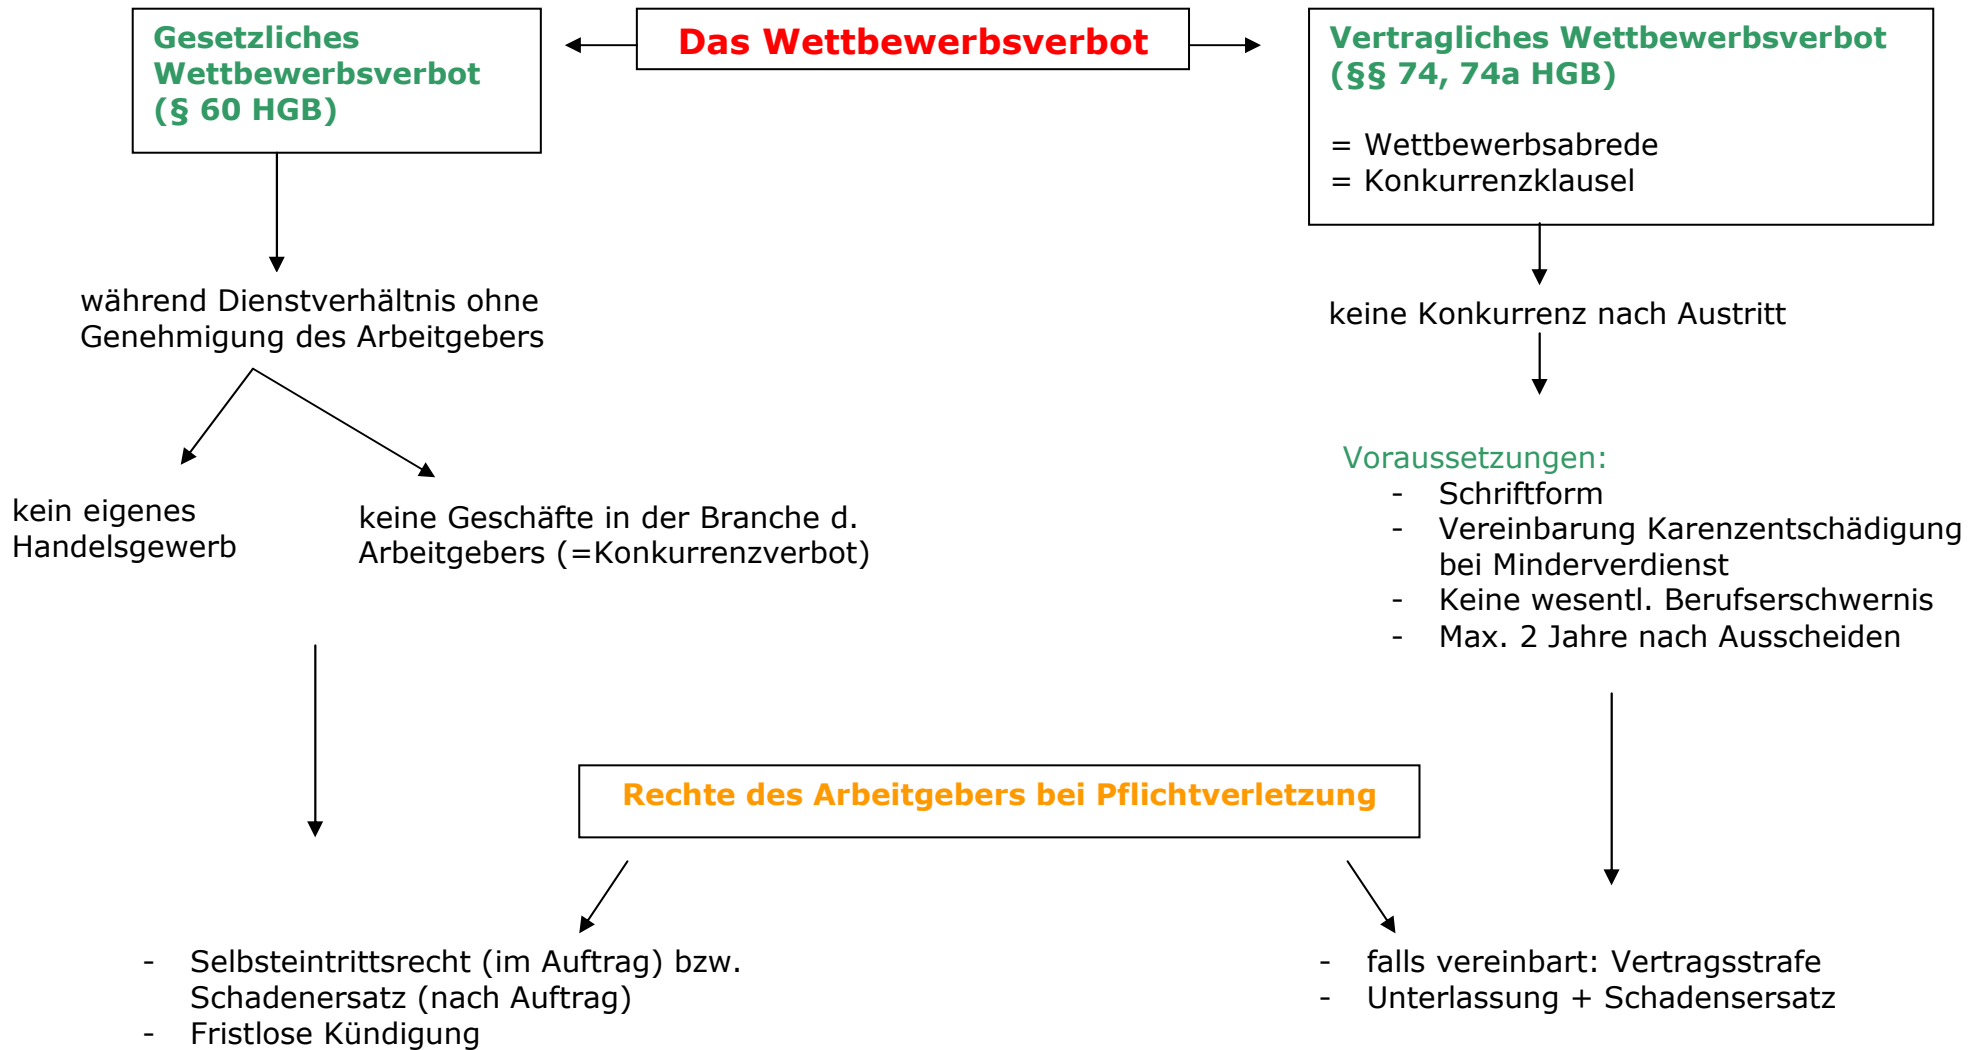 Das Wettbewerbsverbot
Gesetzliches
Wettbewerbsverbot
(§ 60 HGB)
während Dienstverhältnis ohne
Genehmigung des Arbeitgebers
kein eigenes
Handelsgewerb
keine Geschäfte in der Branche d.
Arbeitgebers (=Konkurrenzverbot)
Vertragliches Wettbewerbsverbot
(§§ 74, 74a HGB)
= Wettbewerbsabrede
= Konkurrenzklausel
keine Konkurrenz nach Austritt
Voraussetzungen:
- Schriftform
- Vereinbarung Karenzentschädigung
bei Minderverdienst
- Keine wesentl. Berufserschwernis
- Max. 2 Jahre nach Ausscheiden
Rechte des Arbeitgebers bei Pflichtverletzung
- Selbsteintrittsrecht (im Auftrag) bzw.
Schadenersatz (nach Auftrag)
- Fristlose Kündigung
- falls vereinbart: Vertragsstrafe
- Unterlassung + Schadensersatz